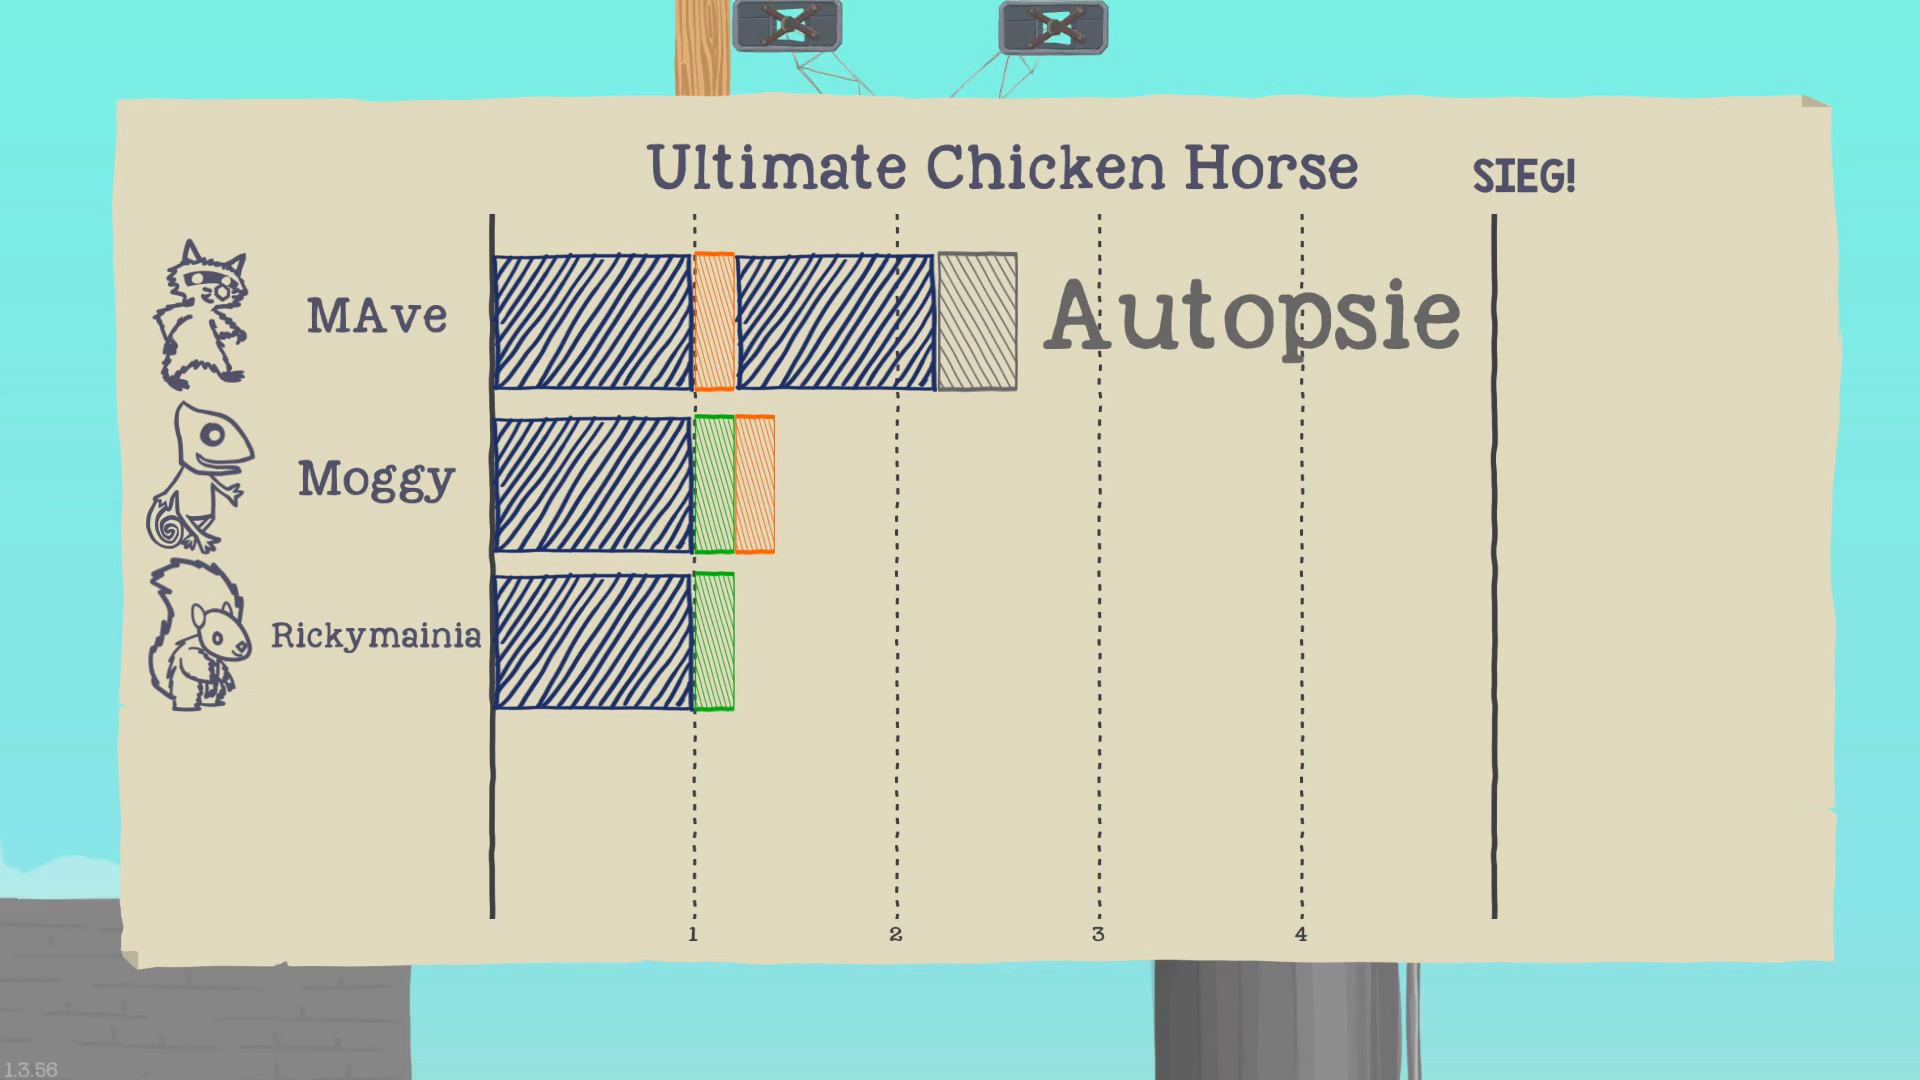 Ultimate Chicken Horse
SIEG!
MAve
Autopsie
Moggy
Rickymainia
1 2 3 4
1.3.56